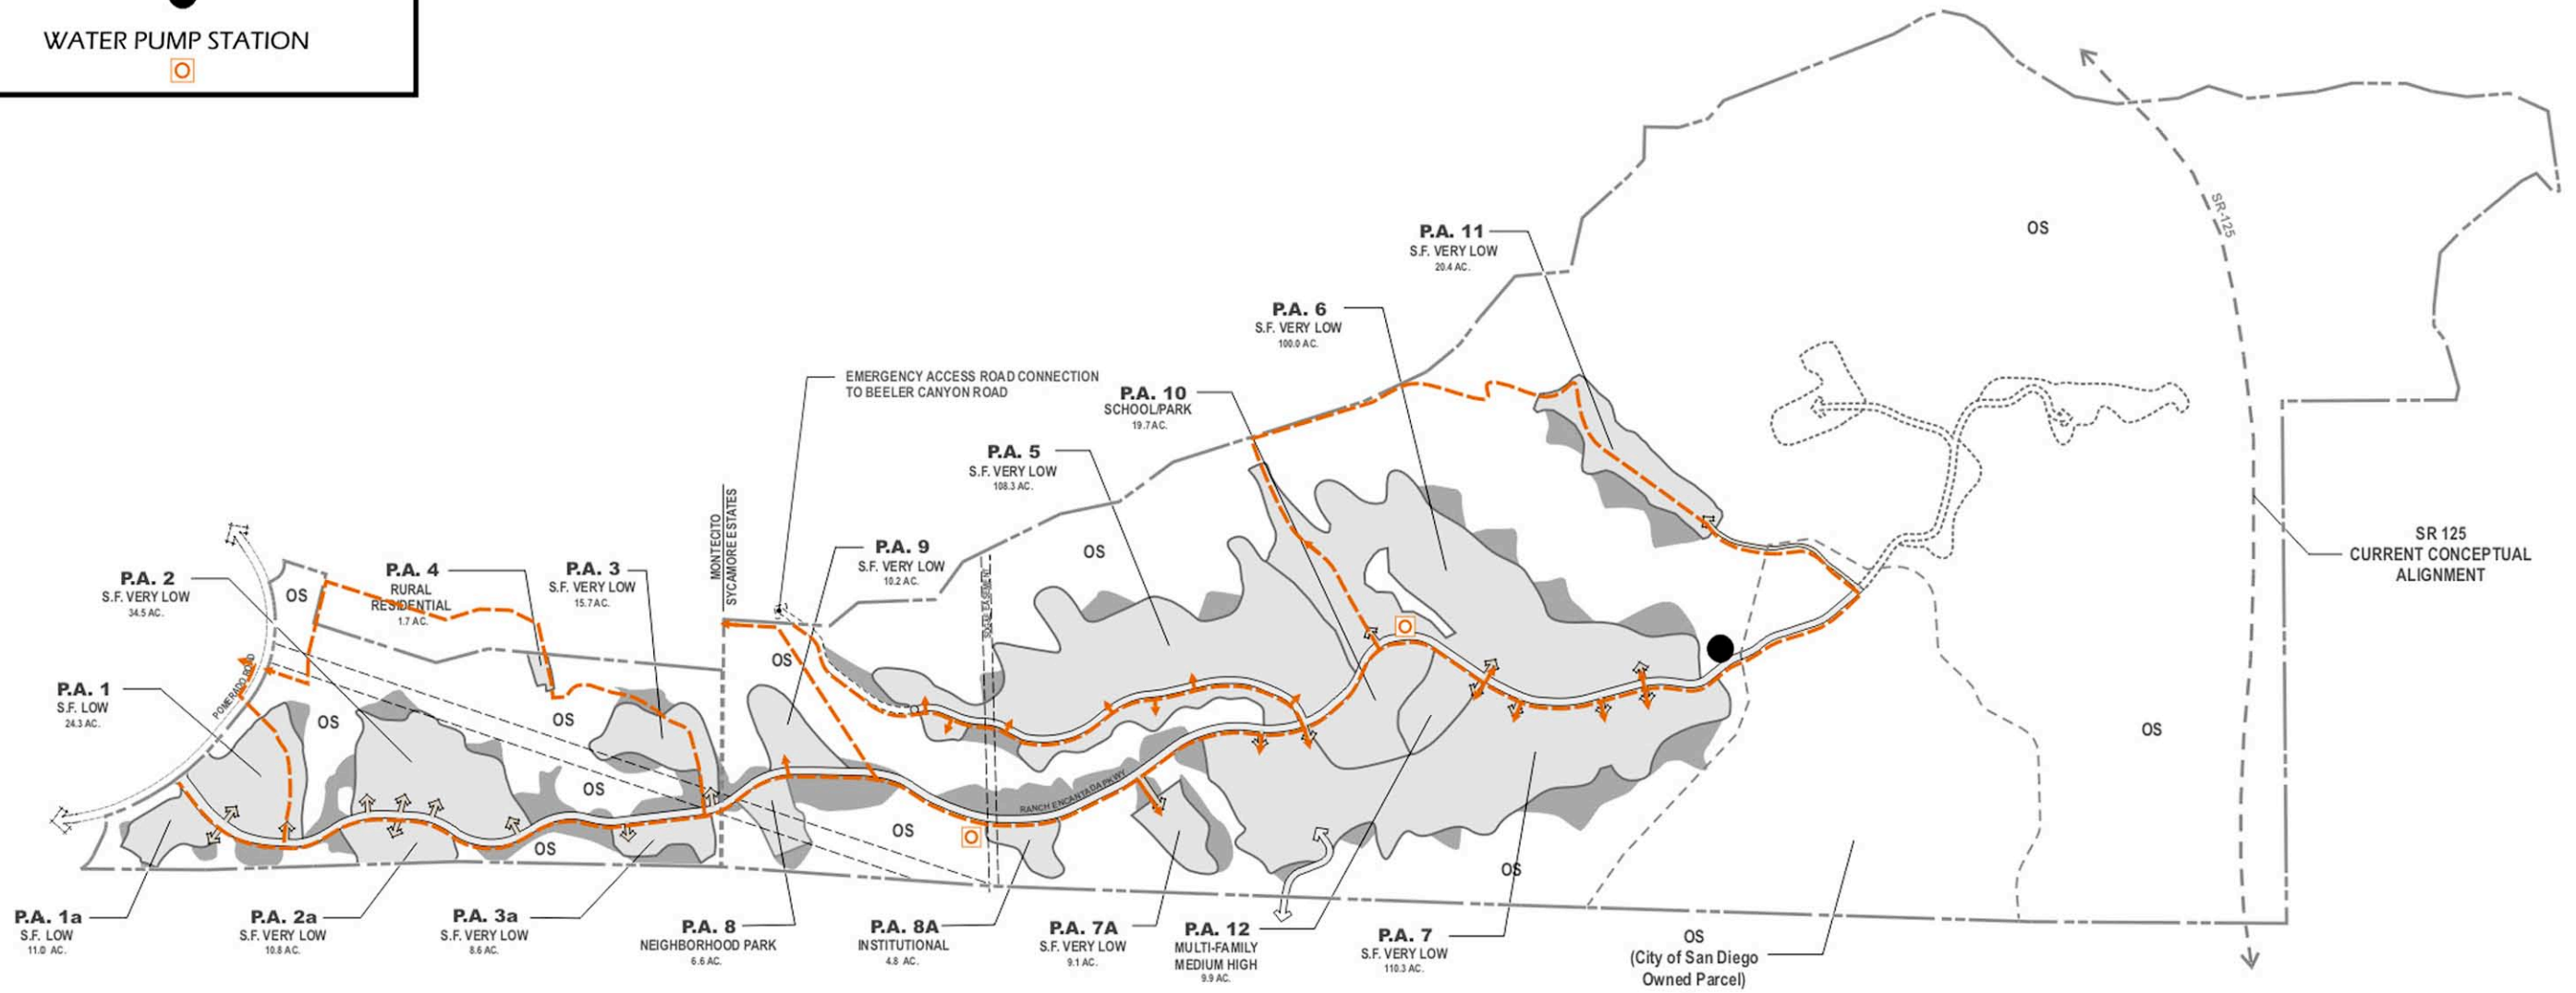 WATER PUMP STATION
P.A. 11
S.F. VERY LOW
20.4 AC.
SR-125
OS
P.A. 6
S.F. VERY LOW
100.0 AC.
EMERGENCY ACCESS ROAD CONNECTION
TO BEELER CANYON ROAD
P.A. 10
SCHOOL/PARK
19.7 AC.
P.A. 5
S.F. VERY LOW
108.3 AC.
OS
MONTECITO
SYCAMORE ESTATES
P.A. 9
S.F. VERY LOW
10.2 AC.
SR 125
CURRENT CONCEPTUAL
ALIGNMENT
P.A. 2
S.F. VERY LOW
34.5 AC.
OS
P.A. 4
RURAL
RESIDENTIAL
1.7 AC.
P.A. 3
S.F. VERY LOW
15.7 AC.
OS
POMERADO ROAD
P.A. 1
S.F. LOW
24.3 AC.
OS
OS
OS
OS
RANCH ENCANTADA PKWY
OS
OS
OS
P.A. 1a
S.F. LOW
11.0 AC.
P.A. 2a
S.F. VERY LOW
10.8 AC.
P.A. 3a
S.F. VERY LOW
8.6 AC.
P.A. 8
NEIGHBORHOOD PARK
6.6 AC.
P.A. 8A
INSTITUTIONAL
4.8 AC.
P.A. 7A
S.F. VERY LOW
9.1 AC.
P.A. 12
MULTI-FAMILY
MEDIUM HIGH
9.9 AC.
P.A. 7
S.F. VERY LOW
110.3 AC.
OS
(City of San Diego
Owned Parcel)